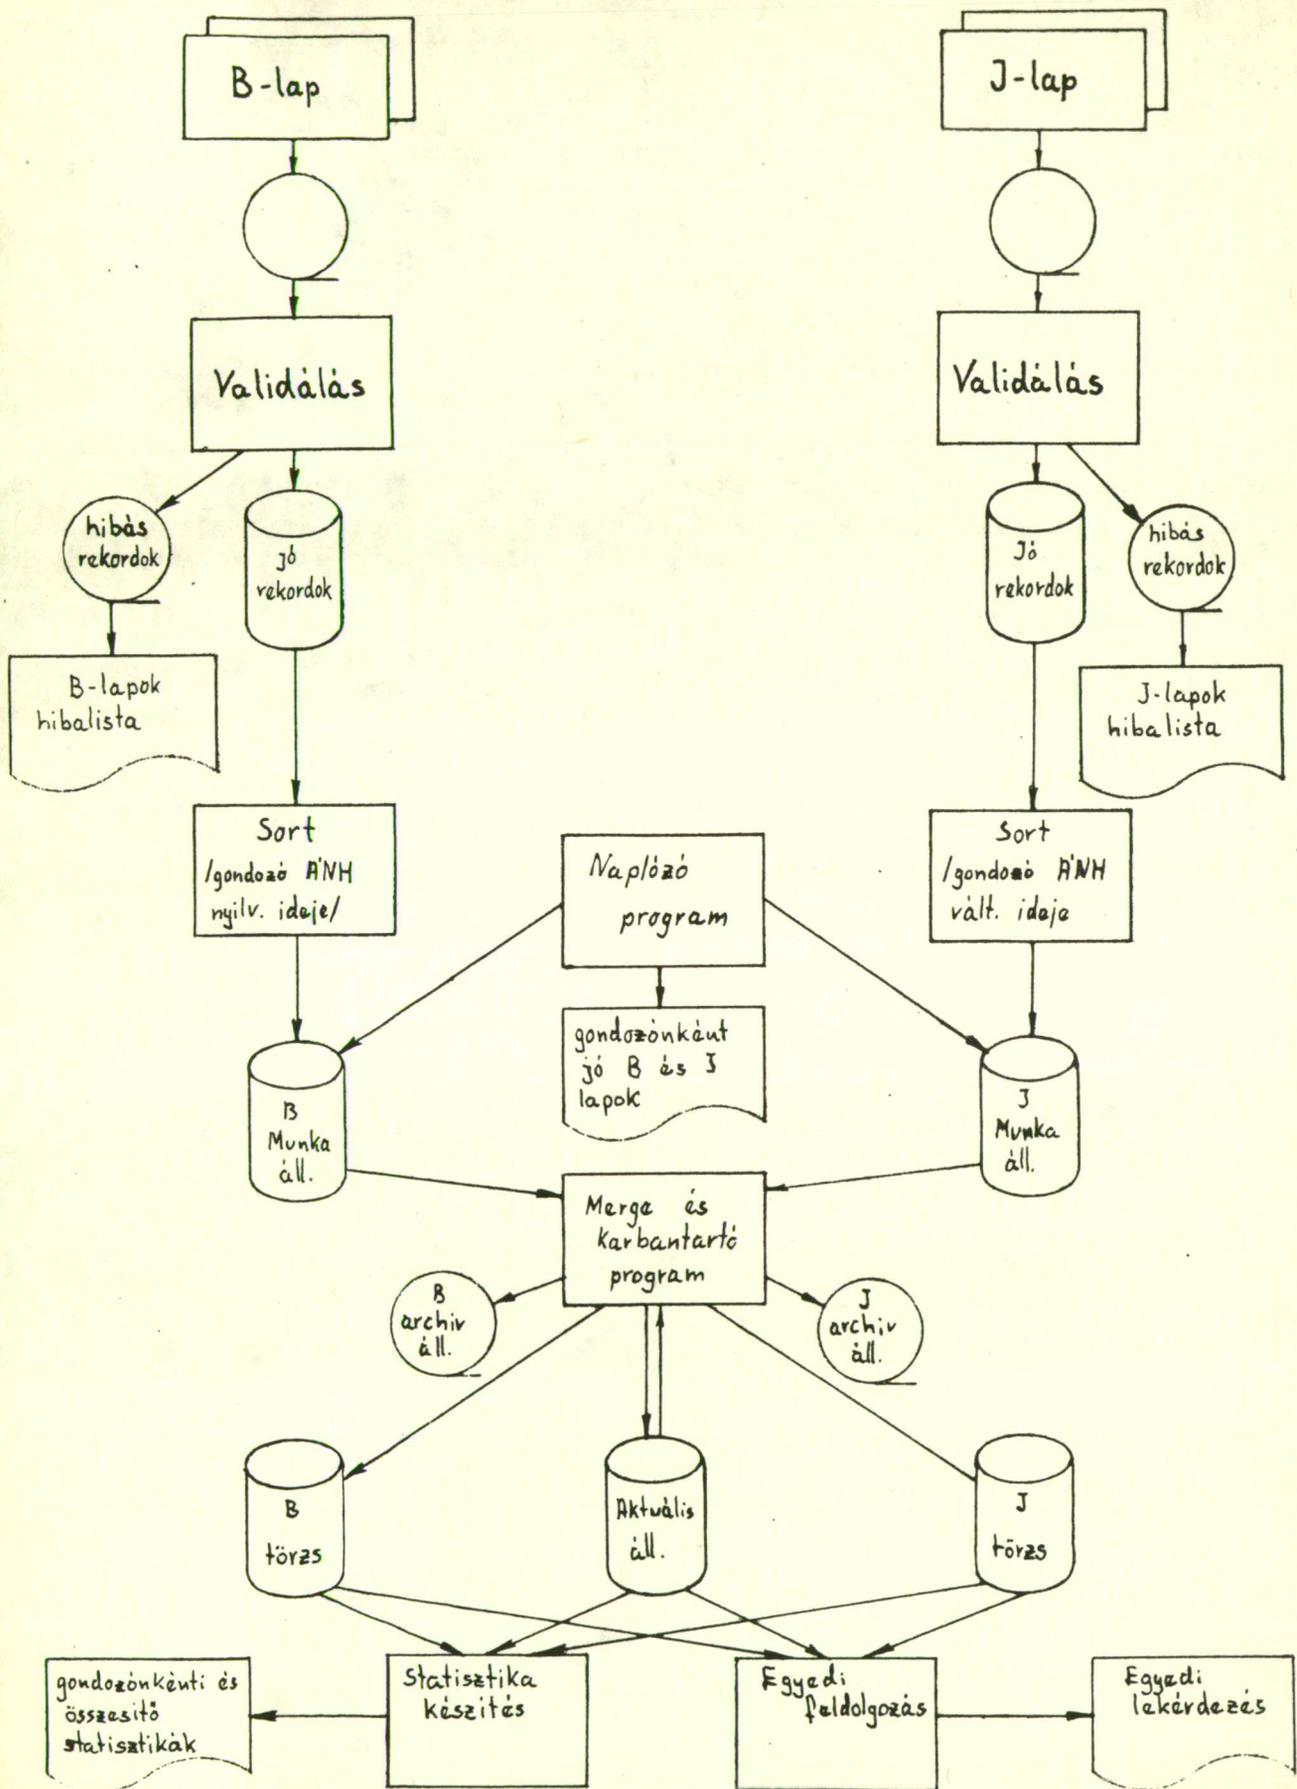 B-lap
J-lap
Validálás
Validálás
hibás
rekordok
jó
rekordok
Jó
rekordok
hibás
rekordok
B-lapok
hibalista
J-lapok
hibalista
Sort
/gondozó ÁNH
nyilv. ideje/
Naplózó
program
Sort
/gondozó ÁNH
vált. ideje
gondozónként
jó B és J
lapok
B
Munka
áll.
J
Munka
áll.
Merge és
karbantartó
program
B
archiv
áll.
J
archiv
áll.
B
törzs
Aktuális
áll.
J
törzs
gondozónkénti és
összesítő
statisztikák
Statisztika
készítés
Egyedi
feldolgozás
Egyedi
lekérdezés